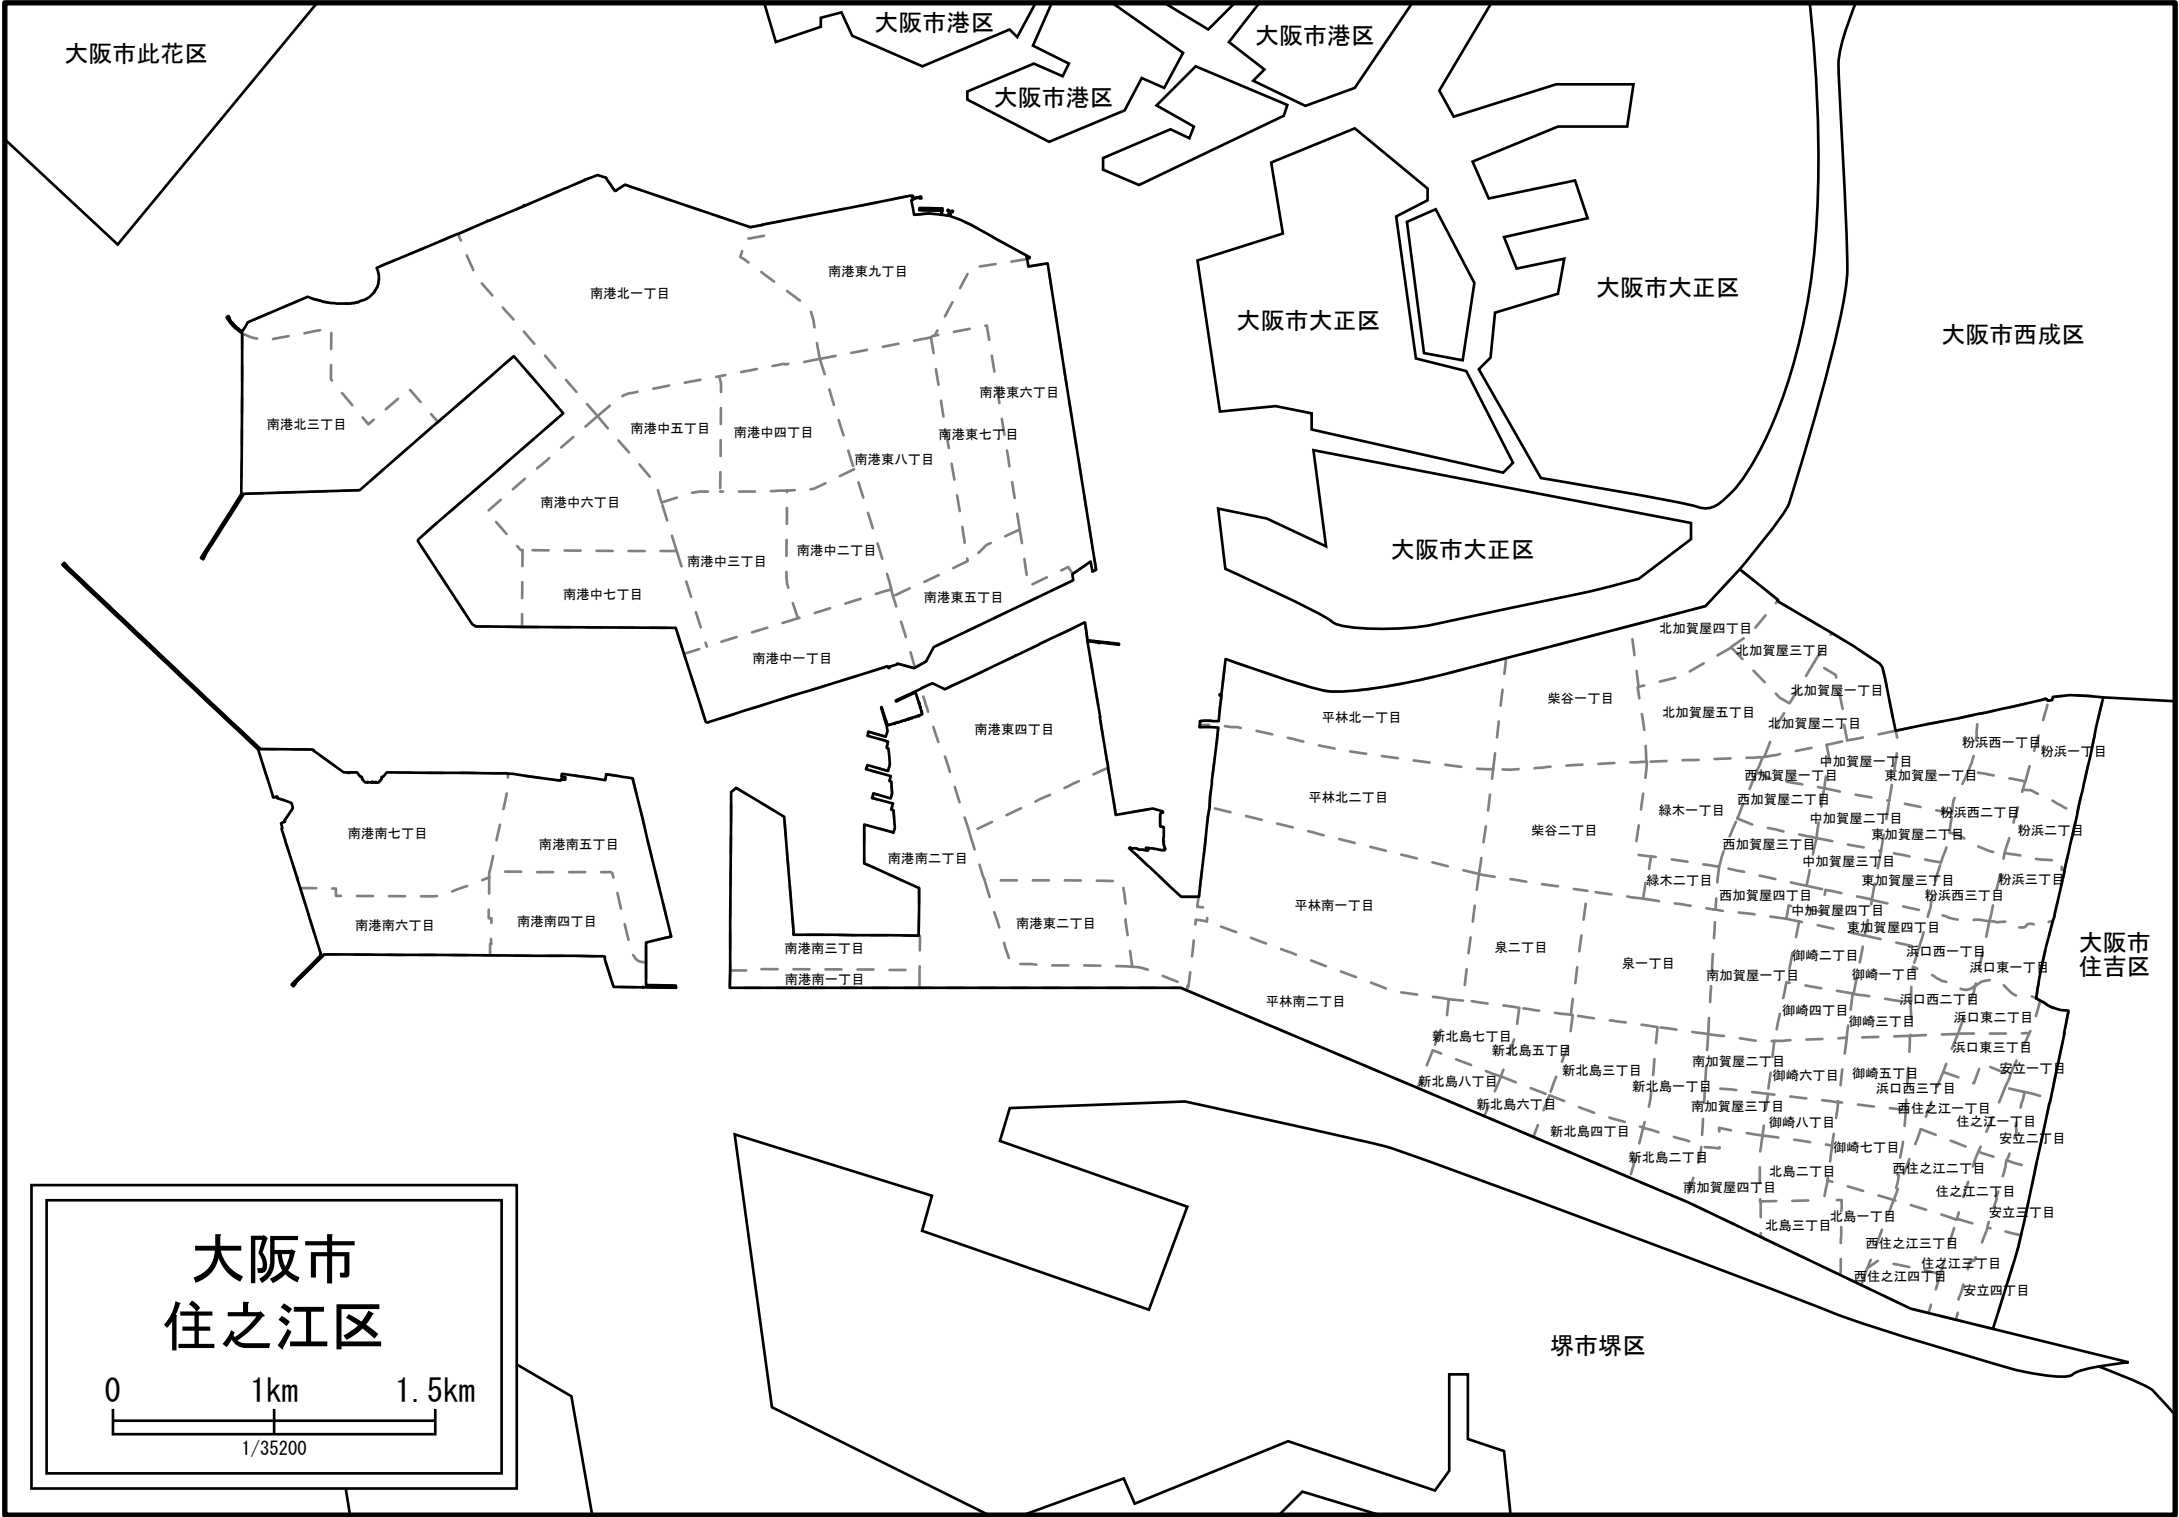 大阪市此花区
大阪市港区
大阪市港区
大阪市港区
大阪市大正区
大阪市大正区
大阪市西成区
大阪市大正区
南港東九丁目
南港北一丁目
南港東六丁目
南港北三丁目
南港中五丁目
南港中四丁目
南港東七丁目
南港東八丁目
南港中六丁目
南港中三丁目
南港中二丁目
南港中七丁目
南港東五丁目
南港中一丁目
南港東四丁目
南港南七丁目
南港南五丁目
南港南二丁目
南港南六丁目
南港南四丁目
南港東二丁目
南港南三丁目
南港南一丁目
北加賀屋四丁目
北加賀屋三丁目
北加賀屋一丁目
柴谷一丁目
北加賀屋五丁目
北加賀屋二丁目
平林北一丁目
粉浜西一丁目
粉浜一丁目
中加賀屋一丁目
西加賀屋一丁目
東加賀屋一丁目
平林北二丁目
西加賀屋二丁目
緑木一丁目
粉浜西二丁目
中加賀屋二丁目
柴谷二丁目
東加賀屋二丁目
粉浜二丁目
西加賀屋三丁目
中加賀屋三丁目
緑木二丁目
東加賀屋三丁目
粉浜三丁目
西加賀屋四丁目
粉浜西三丁目
平林南一丁目
中加賀屋四丁目
東加賀屋四丁目
泉二丁目
泉一丁目
御崎二丁目
浜口西一丁目
浜口東一丁目
南加賀屋一丁目
御崎一丁目
大阪市
住吉区
平林南二丁目
浜口西二丁目
御崎四丁目
御崎三丁目
浜口東二丁目
新北島七丁目
新北島五丁目
浜口東三丁目
南加賀屋二丁目
新北島三丁目
安立一丁目
御崎六丁目
御崎五丁目
新北島八丁目
新北島一丁目
浜口西三丁目
新北島六丁目
南加賀屋三丁目
西住之江一丁目
御崎八丁目
住之江一丁目
新北島四丁目
安立二丁目
御崎七丁目
新北島二丁目
北島二丁目
西住之江二丁目
南加賀屋四丁目
住之江二丁目
安立三丁目
北島一丁目
北島三丁目
西住之江三丁目
住之江三丁目
西住之江四丁目
安立四丁目
堺市堺区
大阪市
住之江区
0 1km 1.5km
1/35200